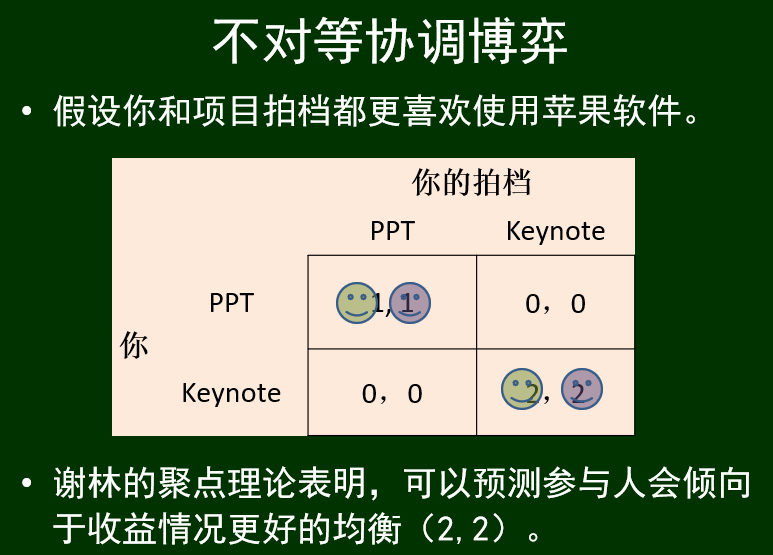 不对等协调博弈
• 假设你和项目拍档都更喜欢使用苹果软件。
你的拍档
PPT Keynote
PPT 1,1 0，0
你
Keynote 0，0 2，2
• 谢林的聚点理论表明，可以预测参与人会倾向
于收益情况更好的均衡（2,2）。